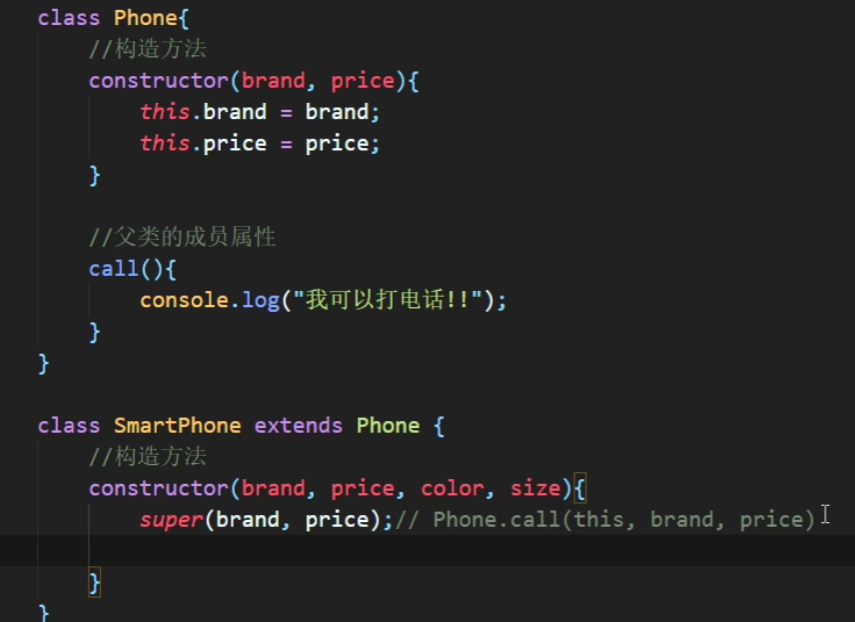 class Phone{
//构造方法
constructor(brand, price){
this.brand = brand;
this.price = price;
}
//父类的成员属性
call(){
console.log("我可以打电话!!");
}
}
class SmartPhone extends Phone {
//构造方法
constructor(brand, price, color, size){
super(brand, price);// Phone.call(this, brand, price)
}
}